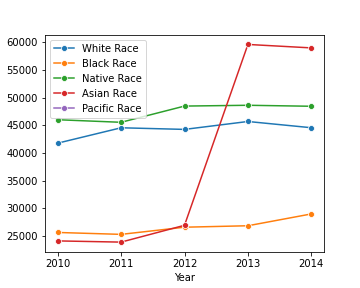 60000
55000
50000
45000
40000
35000
30000
25000
White Race
Black Race
Native Race
Asian Race
Pacific Race
2010 2011 2012 2013 2014
Year